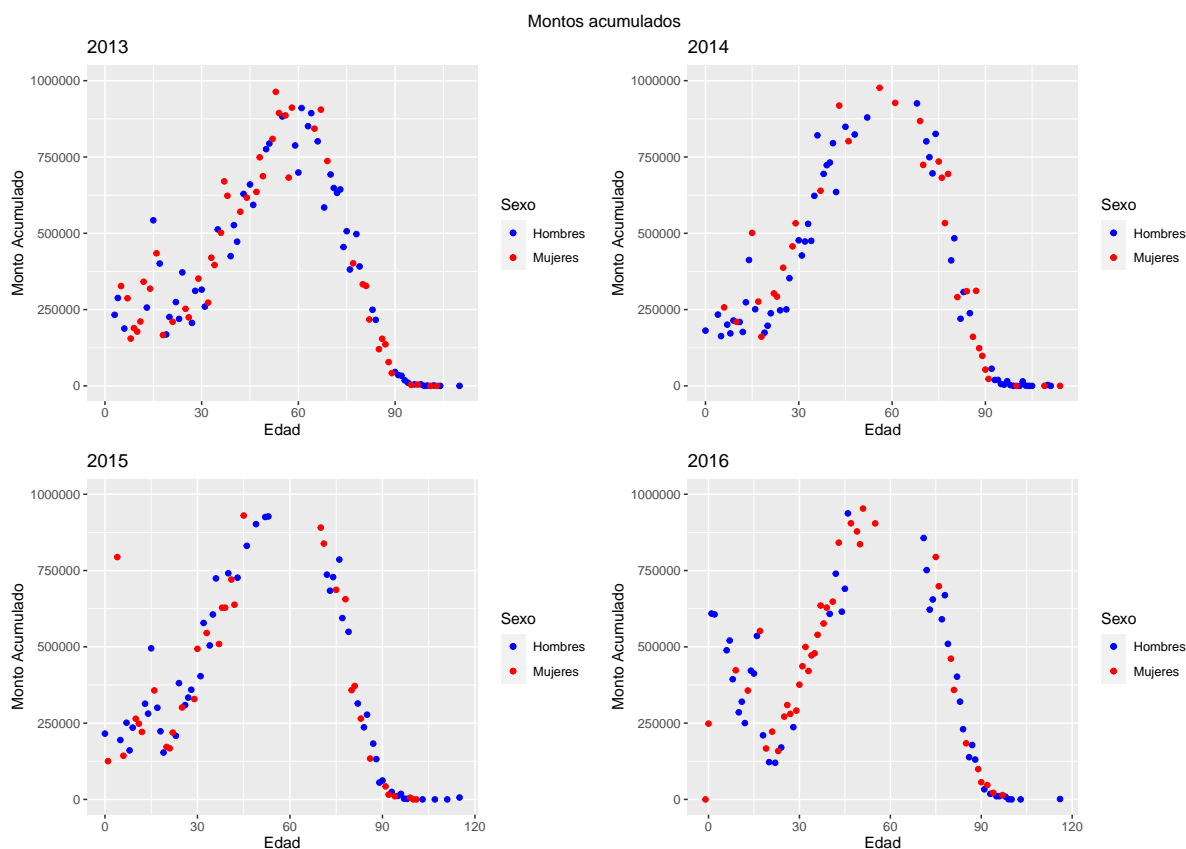 Montos acumulados
2013
1000000
750000
500000
250000
0
0 30 60 90
Monto Acumulado
Edad
Sexo
Hombres
Mujeres
2014
1000000
750000
500000
250000
0
0 30 60 90
Monto Acumulado
Edad
Sexo
Hombres
Mujeres
2015
1000000
750000
500000
250000
0
0 30 60 90 120
Monto Acumulado
Edad
Sexo
Hombres
Mujeres
2016
1000000
750000
500000
250000
0
0 30 60 90 120
Monto Acumulado
Edad
Sexo
Hombres
Mujeres